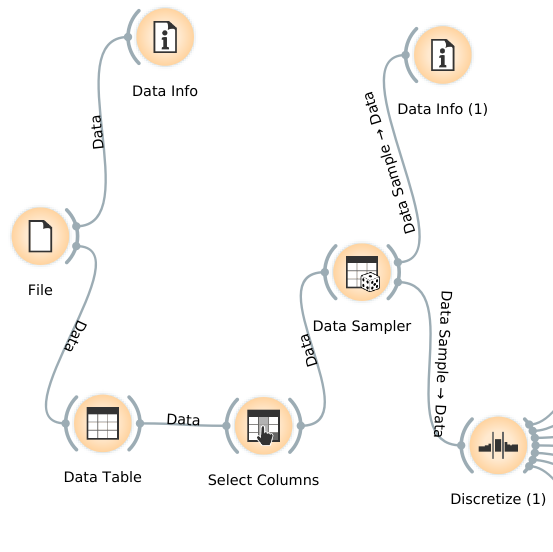 Data Info
Data Info (1)
Data
Data Sample → Data
File
Data Sampler
Data
Data
Data Sample → Data
Data
Data Table
Select Columns
Discretize (1)